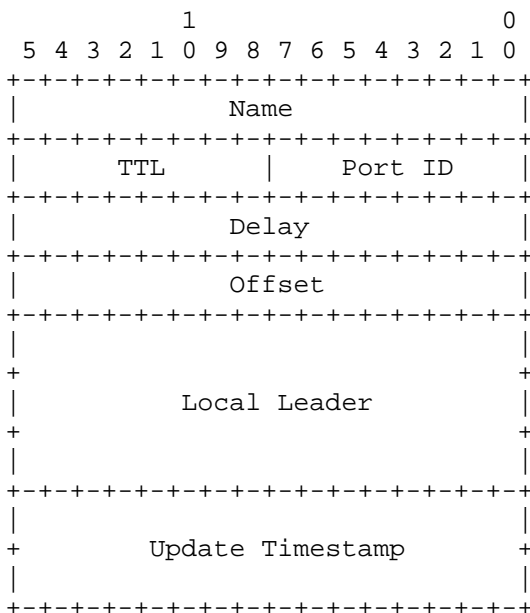 1                   0
 5 4 3 2 1 0 9 8 7 6 5 4 3 2 1 0
+-+-+-+-+-+-+-+-+-+-+-+-+-+-+-+-+
|             Name              |
+-+-+-+-+-+-+-+-+-+-+-+-+-+-+-+-+
|      TTL      |    Port ID    |
+-+-+-+-+-+-+-+-+-+-+-+-+-+-+-+-+
|             Delay             |
+-+-+-+-+-+-+-+-+-+-+-+-+-+-+-+-+
|             Offset            |
+-+-+-+-+-+-+-+-+-+-+-+-+-+-+-+-+
|                               |
+                               +
|          Local Leader         |
+                               +
|                               |
+-+-+-+-+-+-+-+-+-+-+-+-+-+-+-+-+
|                               |
+        Update Timestamp       +
|                               |
+-+-+-+-+-+-+-+-+-+-+-+-+-+-+-+-+